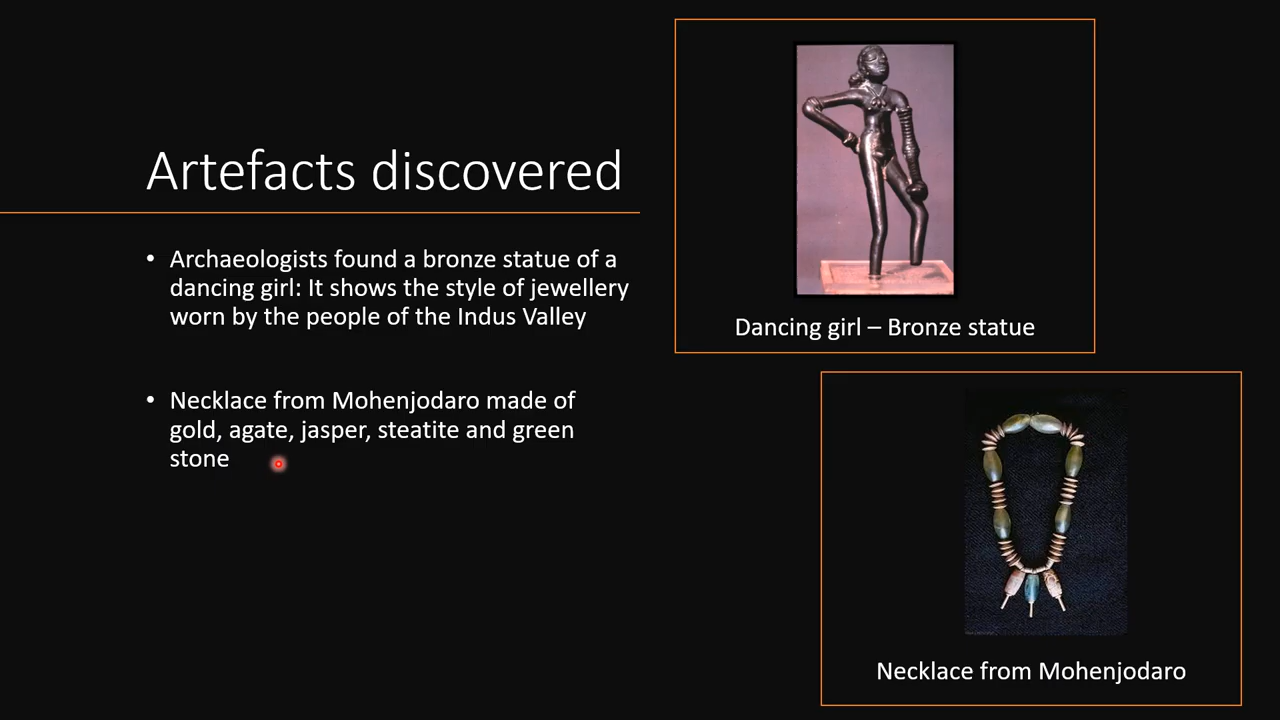 Artefacts discovered
• Archaeologists found a bronze statue of a
dancing girl: It shows the style of jewellery
worn by the people of the Indus Valley
• Necklace from Mohenjodaro made of
gold, agate, jasper, steatite and green
stone
Dancing girl – Bronze statue
Necklace from Mohenjodaro